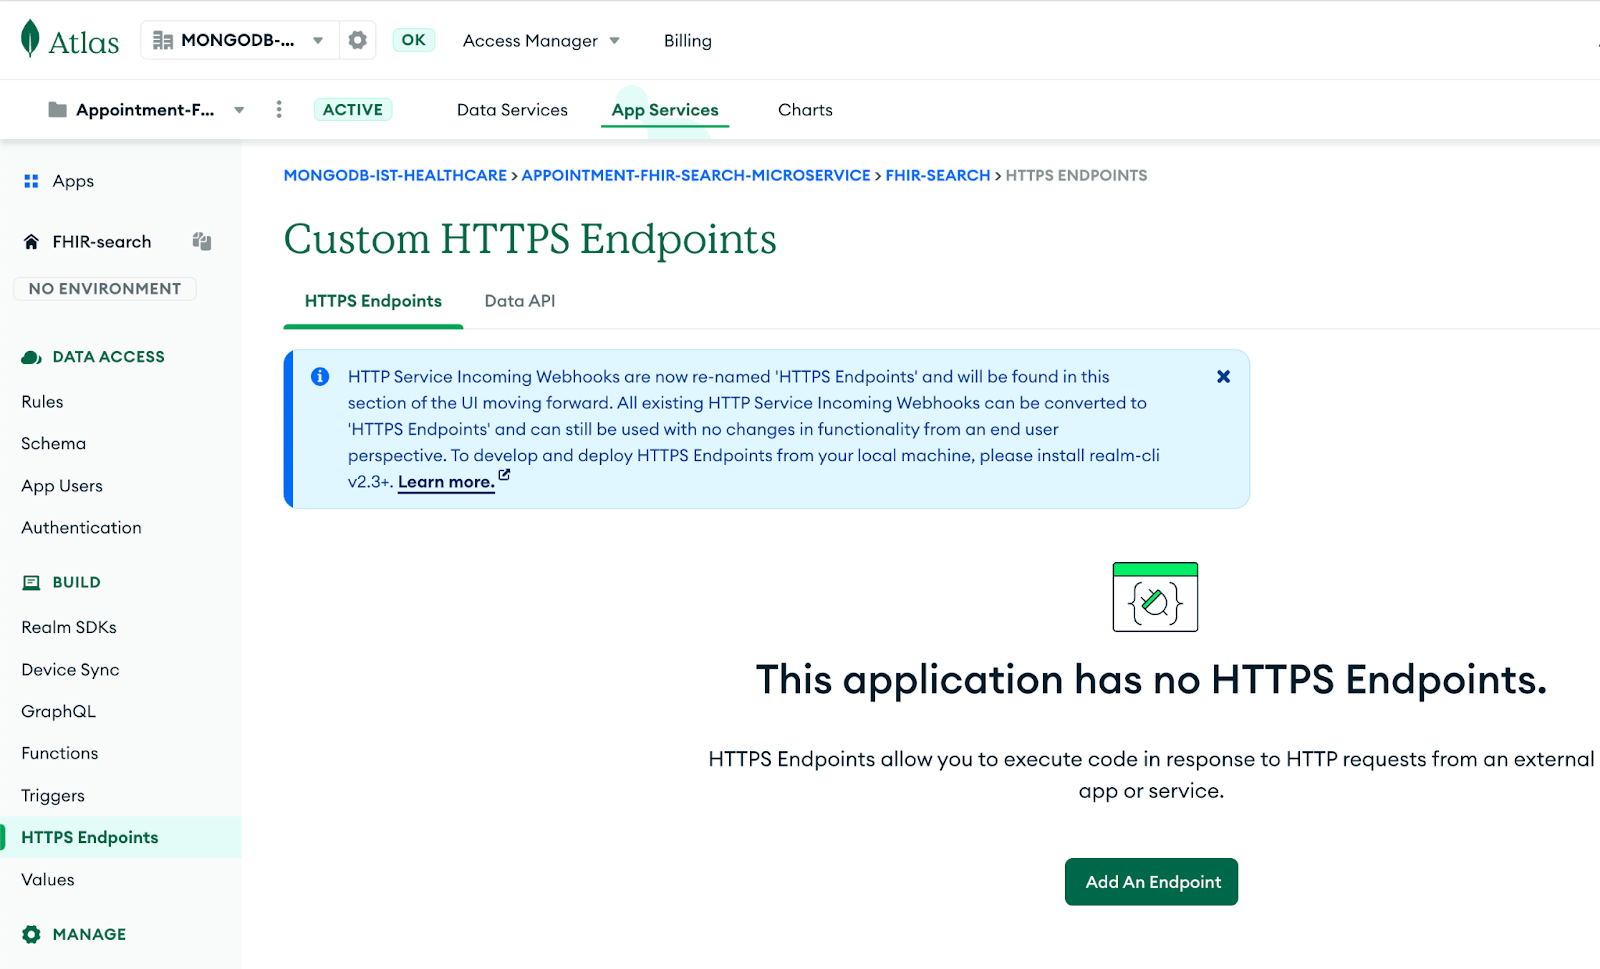 Atlas
MONGODB-...
OK
Access Manager
Billing
Appointment-F...
ACTIVE
Data Services
App Services
Charts
Apps
FHIR-search
NO ENVIRONMENT
DATA ACCESS
Rules
Schema
App Users
Authentication
BUILD
Realm SDKs
Device Sync
GraphQL
Functions
Triggers
HTTPS Endpoints
Values
MANAGE
MONGODB-IST-HEALTHCARE > APPOINTMENT-FHIR-SEARCH-MICROSERVICE > FHIR-SEARCH > HTTPS ENDPOINTS
Custom HTTPS Endpoints
HTTPS Endpoints
Data API
HTTP Service Incoming Webhooks are now re-named 'HTTPS Endpoints' and will be found in this
section of the UI moving forward. All existing HTTP Service Incoming Webhooks can be converted to
'HTTPS Endpoints' and can still be used with no changes in functionality from an end user
perspective. To develop and deploy HTTPS Endpoints from your local machine, please install realm-cli
v2.3+. Learn more.
This application has no HTTPS Endpoints.
HTTPS Endpoints allow you to execute code in response to HTTP requests from an external
app or service.
Add An Endpoint